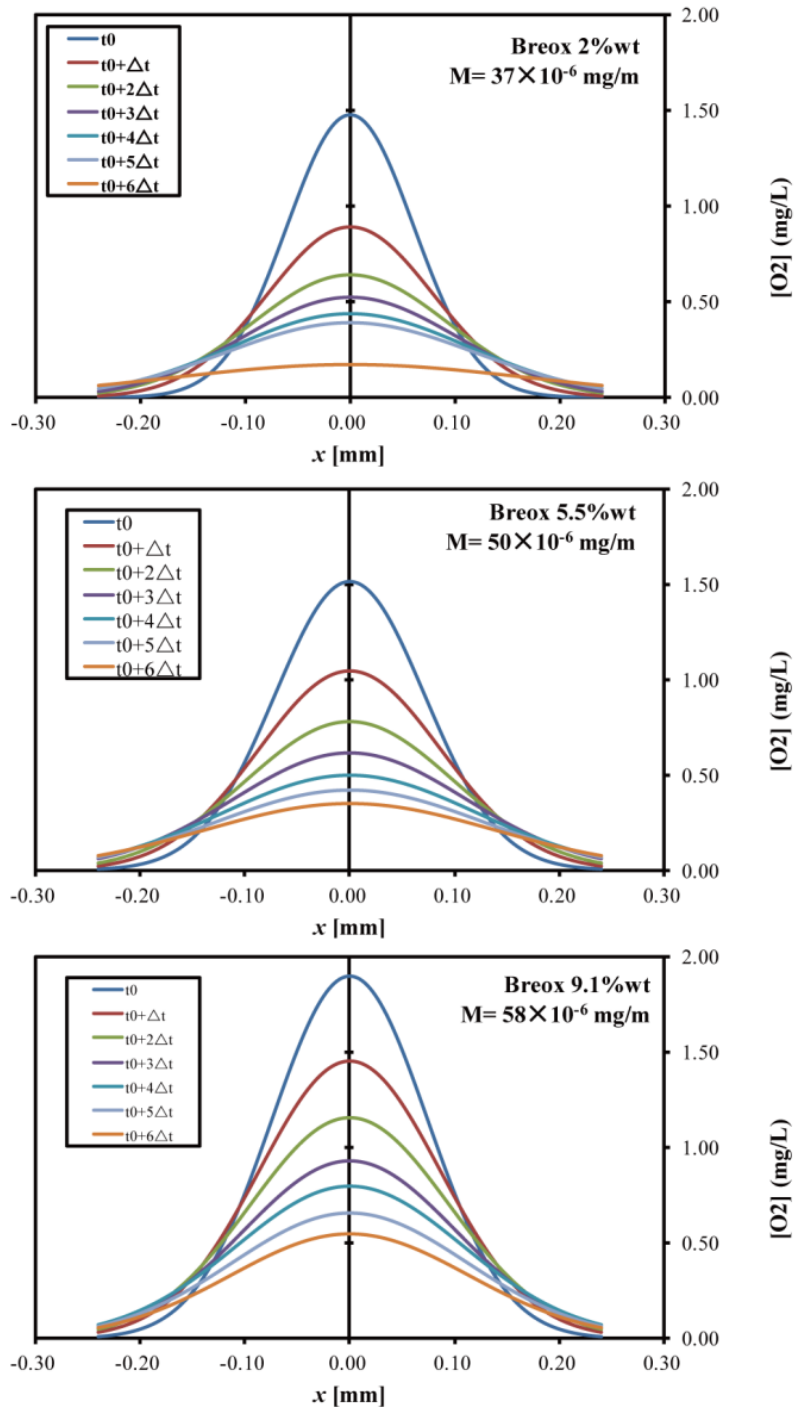 t0
t0+△t
t0+2△t
t0+3△t
t0+4△t
t0+5△t
t0+6△t
Breox 2%wt
M= 37×10⁻⁶ mg/m
2.00
1.50
1.00
0.50
0.00
[O2] (mg/L)
-0.30 -0.20 -0.10 0.00 0.10 0.20 0.30
x [mm]
t0
t0+△t
t0+2△t
t0+3△t
t0+4△t
t0+5△t
t0+6△t
Breox 5.5%wt
M= 50×10⁻⁶ mg/m
2.00
1.50
1.00
0.50
0.00
[O2] (mg/L)
-0.30 -0.20 -0.10 0.00 0.10 0.20 0.30
x [mm]
t0
t0+△t
t0+2△t
t0+3△t
t0+4△t
t0+5△t
t0+6△t
Breox 9.1%wt
M= 58×10⁻⁶ mg/m
2.00
1.50
1.00
0.50
0.00
[O2] (mg/L)
-0.30 -0.20 -0.10 0.00 0.10 0.20 0.30
x [mm]